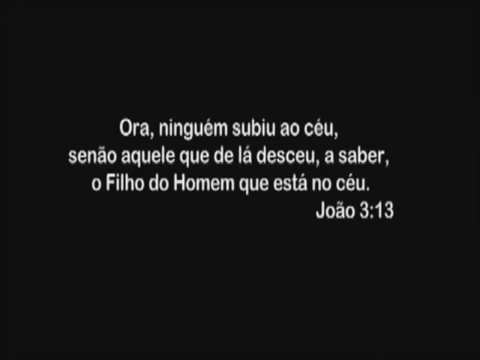 Ora, ninguém subiu ao céu,
senão aquele que de lá desceu, a saber,
o Filho do Homem que está no céu.
João 3:13